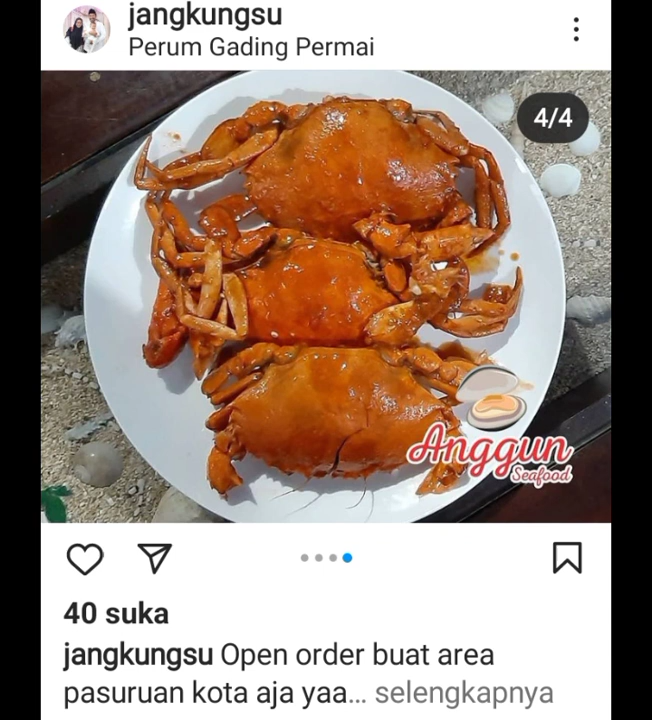 jangkungsu
Perum Gading Permai
4/4
Anggun
Seafood
40 suka
jangkungsu Open order buat area
pasuruan kota aja yaa... selengkapnya